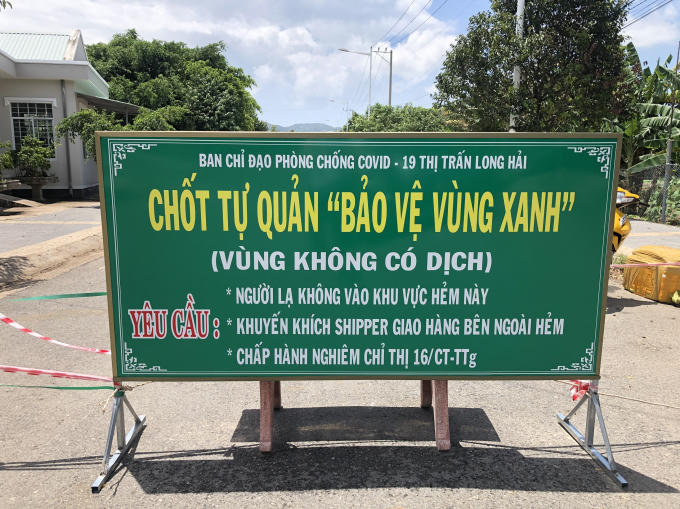 BAN CHỈ ĐẠO PHÒNG CHỐNG COVID - 19 THỊ TRẤN LONG HẢI
CHỐT TỰ QUẢN “BẢO VỆ VÙNG XANH”
(VÙNG KHÔNG CÓ DỊCH)
YÊU CẦU :
* NGƯỜI LẠ KHÔNG VÀO KHU VỰC HẺM NÀY
* KHUYẾN KHÍCH SHIPPER GIAO HÀNG BÊN NGOÀI HẺM
* CHẤP HÀNH NGHIÊM CHỈ THỊ 16/CT-TTg